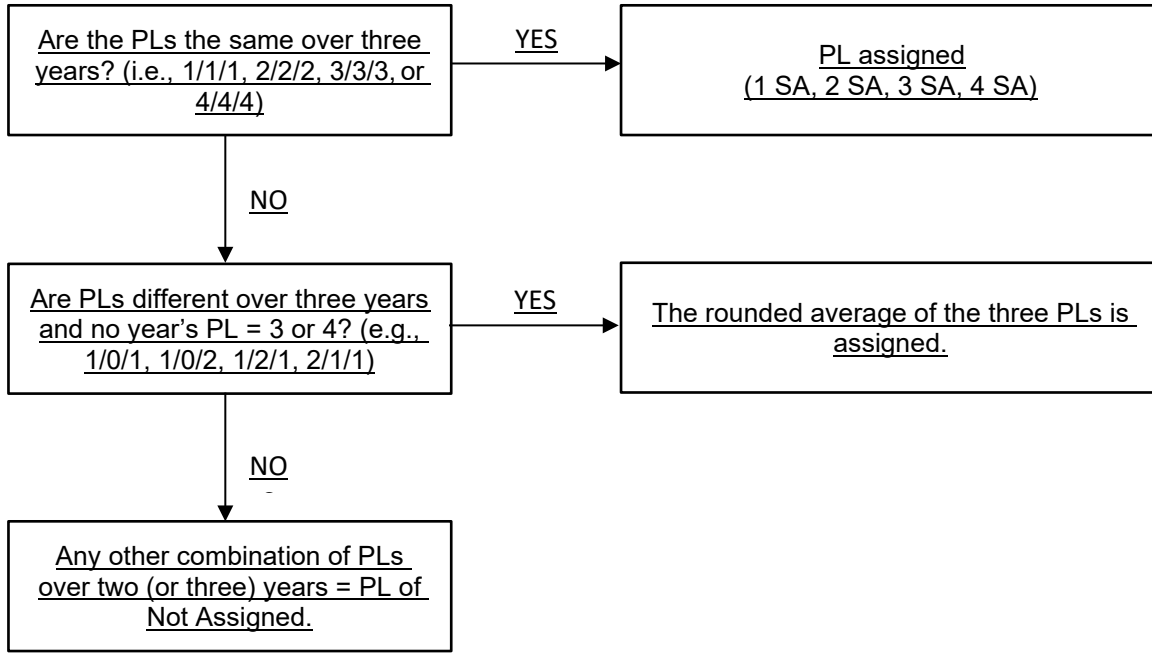 Are the PLs the same over three
years? (i.e., 1/1/1, 2/2/2, 3/3/3, or
4/4/4)
YES
PL assigned
(1 SA, 2 SA, 3 SA, 4 SA)
NO
Are PLs different over three years
and no year’s PL = 3 or 4? (e.g.,
1/0/1, 1/0/2, 1/2/1, 2/1/1)
YES
The rounded average of the three PLs is
assigned.
NO
Any other combination of PLs
over two (or three) years = PL of
Not Assigned.